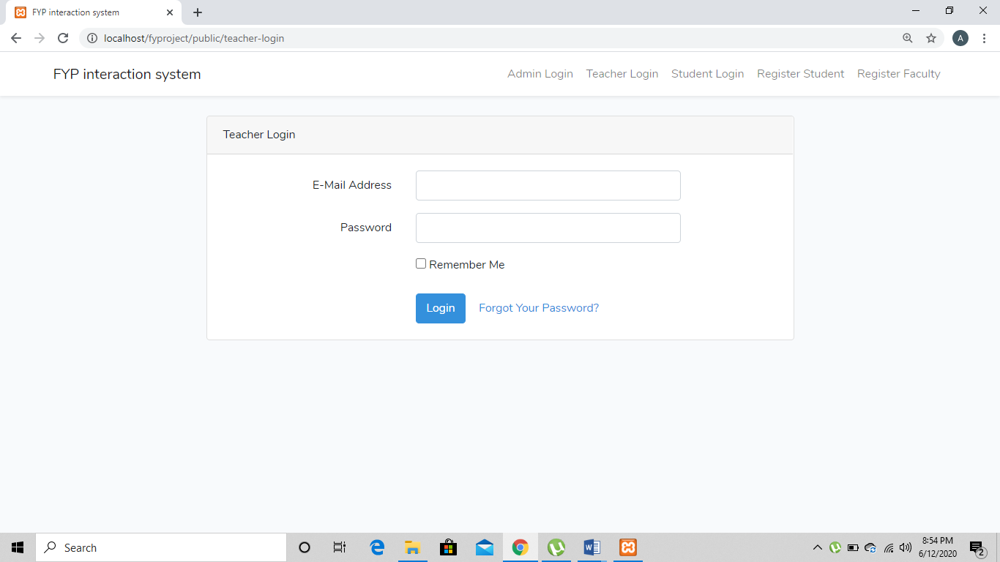 FYP interaction system
localhost/fyproject/public/teacher-login
A
FYP interaction system
Admin Login Teacher Login Student Login Register Student Register Faculty
Teacher Login
E-Mail Address
Password
Remember Me
Login Forgot Your Password?
Search
8:54 PM
6/12/2020
2